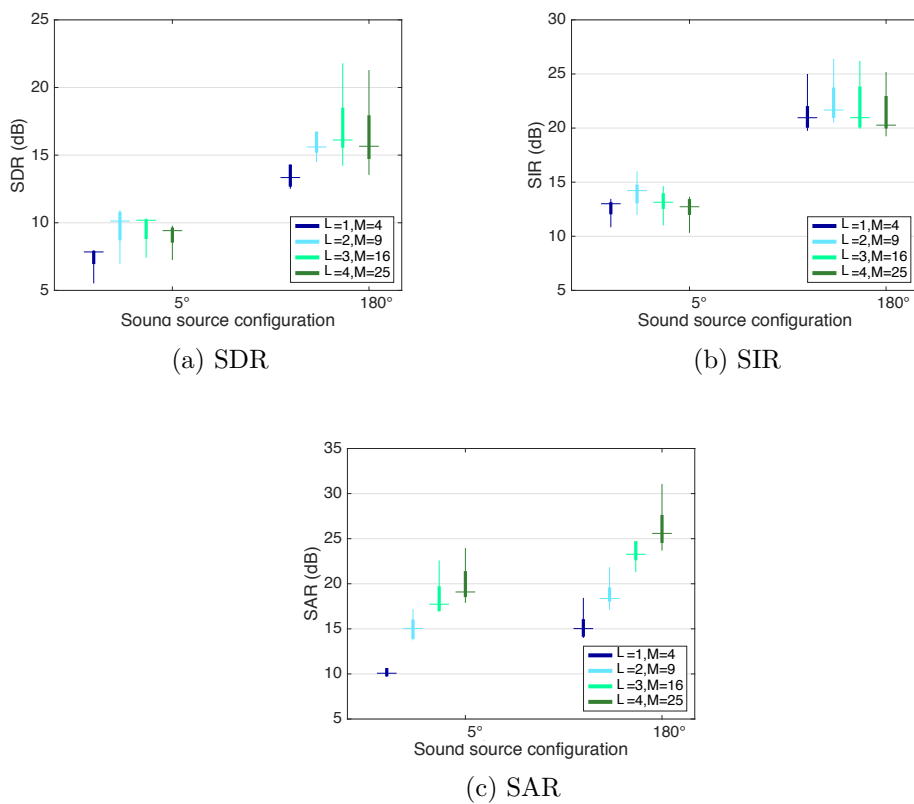 25
20
15
10
5
SDR (dB)
L=1,M=4
L=2,M=9
L=3,M=16
L=4,M=25
5° 180°
Sound source configuration
(a) SDR
30
25
20
15
10
5
SIR (dB)
L=1,M=4
L=2,M=9
L=3,M=16
L=4,M=25
5° 180°
Sound source configuration
(b) SIR
35
30
25
20
15
10
5
SAR (dB)
L=1,M=4
L=2,M=9
L=3,M=16
L=4,M=25
5° 180°
Sound source configuration
(c) SAR